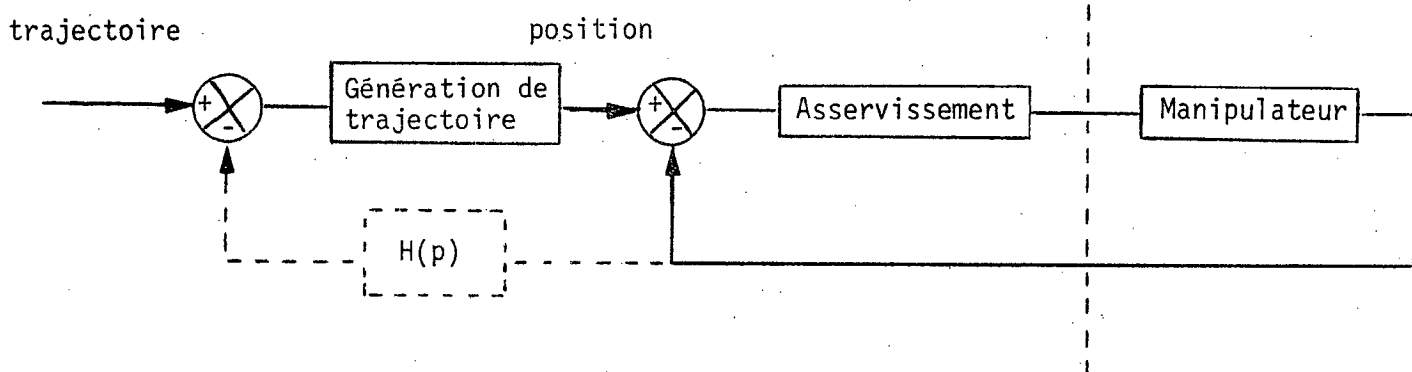 trajectoire
position
+
-
Génération de
trajectoire
+
-
Asservissement
Manipulateur
H(p)